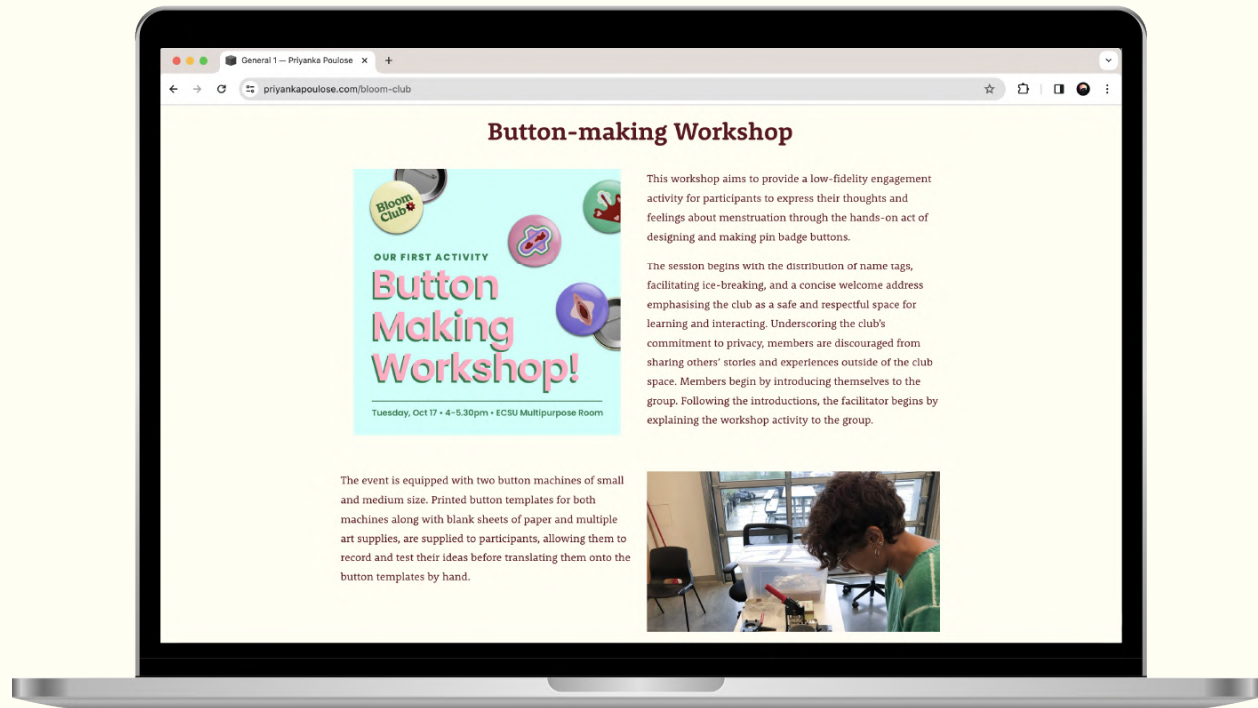 General 1 — Priyanka Poulose
priyankapoulose.com/bloom-club
Button-making Workshop
Bloom
Club
OUR FIRST ACTIVITY
Button
Making
Workshop!
Tuesday, Oct 17 • 4-5.30pm • ECSU Multipurpose Room
This workshop aims to provide a low-fidelity engagement
activity for participants to express their thoughts and
feelings about menstruation through the hands-on act of
designing and making pin badge buttons.
The session begins with the distribution of name tags,
facilitating ice-breaking, and a concise welcome address
emphasising the club as a safe and respectful space for
learning and interacting. Underscoring the club's
commitment to privacy, members are discouraged from
sharing others' stories and experiences outside of the club
space. Members begin by introducing themselves to the
group. Following the introductions, the facilitator begins by
explaining the workshop activity to the group.
The event is equipped with two button machines of small
and medium size. Printed button templates for both
machines along with blank sheets of paper and multiple
art supplies, are supplied to participants, allowing them to
record and test their ideas before translating them onto the
button templates by hand.